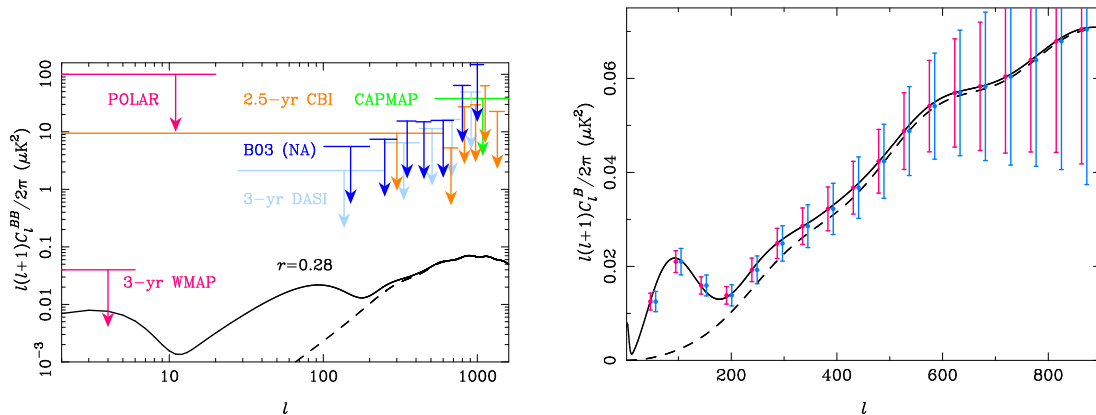 l(l+1)C_l^{BB}/2π (μK²)
100
10
1
0.1
0.01
10⁻³
POLAR
2.5-yr CBI
CAPMAP
B03 (NA)
3-yr DASI
r=0.28
3-yr WMAP
10
100
1000
l
l(l+1)C_l^B/2π (μK²)
0.06
0.04
0.02
0
0
200
400
600
800
l